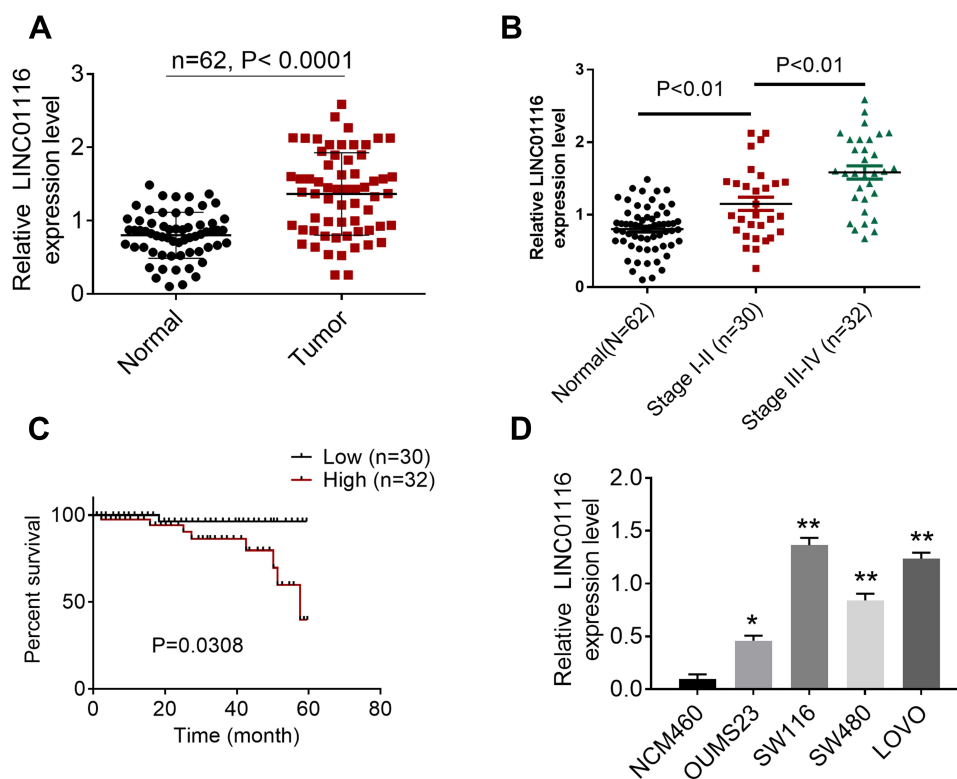 A
n=62, P< 0.0001
Relative LINC01116
expression level
3
2
1
0
Normal
Tumor
B
P<0.01
P<0.01
Relative LINC01116
expression level
3
2
1
0
Normal(N=62)
Stage I-II (n=30)
Stage III-IV (n=32)
C
Low (n=30)
High (n=32)
Percent survival
100
50
0
P=0.0308
0 20 40 60 80
Time (month)
D
Relative LINC01116
expression level
2.0
1.5
1.0
0.5
0.0
*
**
**
**
NCM460
OUMS23
SW116
SW480
LOVO